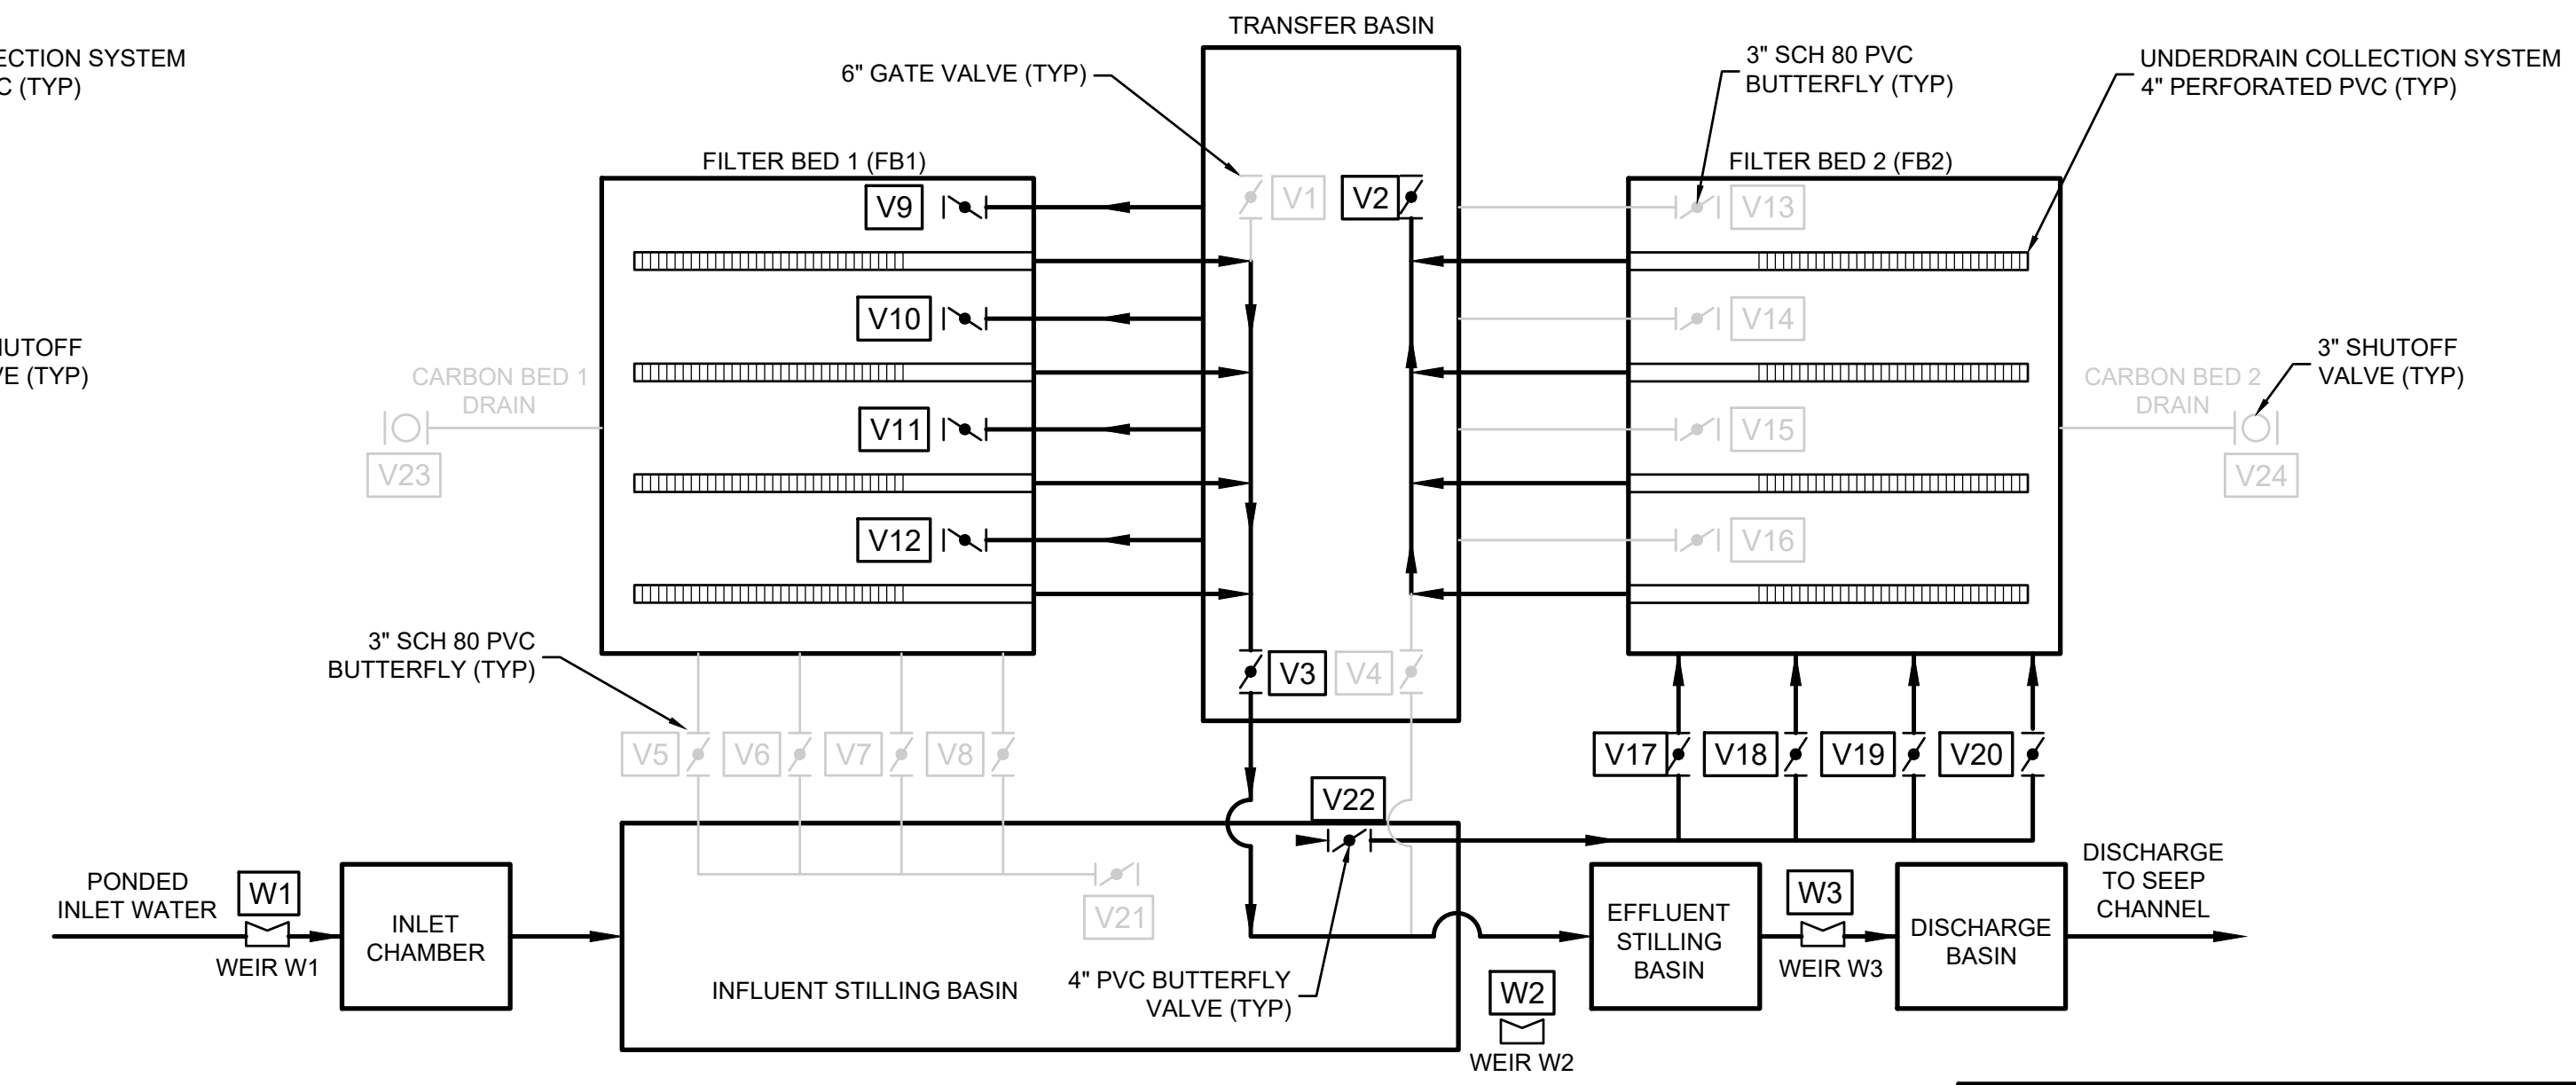 TRANSFER BASIN
ECTION SYSTEM
C (TYP)
6" GATE VALVE (TYP)
3" SCH 80 PVC
BUTTERFLY (TYP)
UNDERDRAIN COLLECTION SYSTEM
4" PERFORATED PVC (TYP)
FILTER BED 1 (FB1)
FILTER BED 2 (FB2)
V9
V1
V2
V13
V10
V14
HUTOFF
VE (TYP)
CARBON BED 1
DRAIN
V23
V11
V15
CARBON BED 2
DRAIN
3" SHUTOFF
VALVE (TYP)
V24
V12
V16
3" SCH 80 PVC
BUTTERFLY (TYP)
V3
V4
V5
V6
V7
V8
V17
V18
V19
V20
V22
PONDED
INLET WATER
W1
WEIR W1
INLET
CHAMBER
V21
INFLUENT STILLING BASIN
4" PVC BUTTERFLY
VALVE (TYP)
W2
WEIR W2
EFFLUENT
STILLING
BASIN
W3
WEIR W3
DISCHARGE
BASIN
DISCHARGE
TO SEEP
CHANNEL